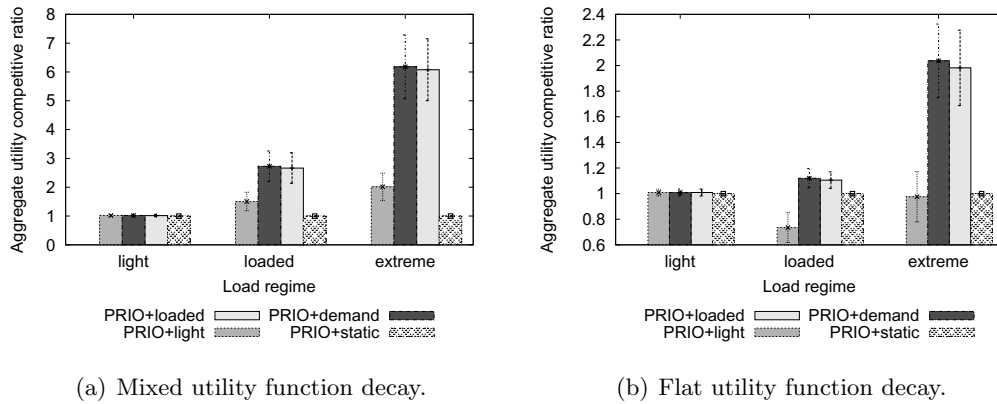 Aggregate utility competitive ratio
8
7
6
5
4
3
2
1
0
light loaded extreme
Load regime
PRIO+loaded PRIO+demand
PRIO+light PRIO+static
(a) Mixed utility function decay.
Aggregate utility competitive ratio
2.4
2.2
2
1.8
1.6
1.4
1.2
1
0.8
0.6
light loaded extreme
Load regime
PRIO+loaded PRIO+demand
PRIO+light PRIO+static
(b) Flat utility function decay.